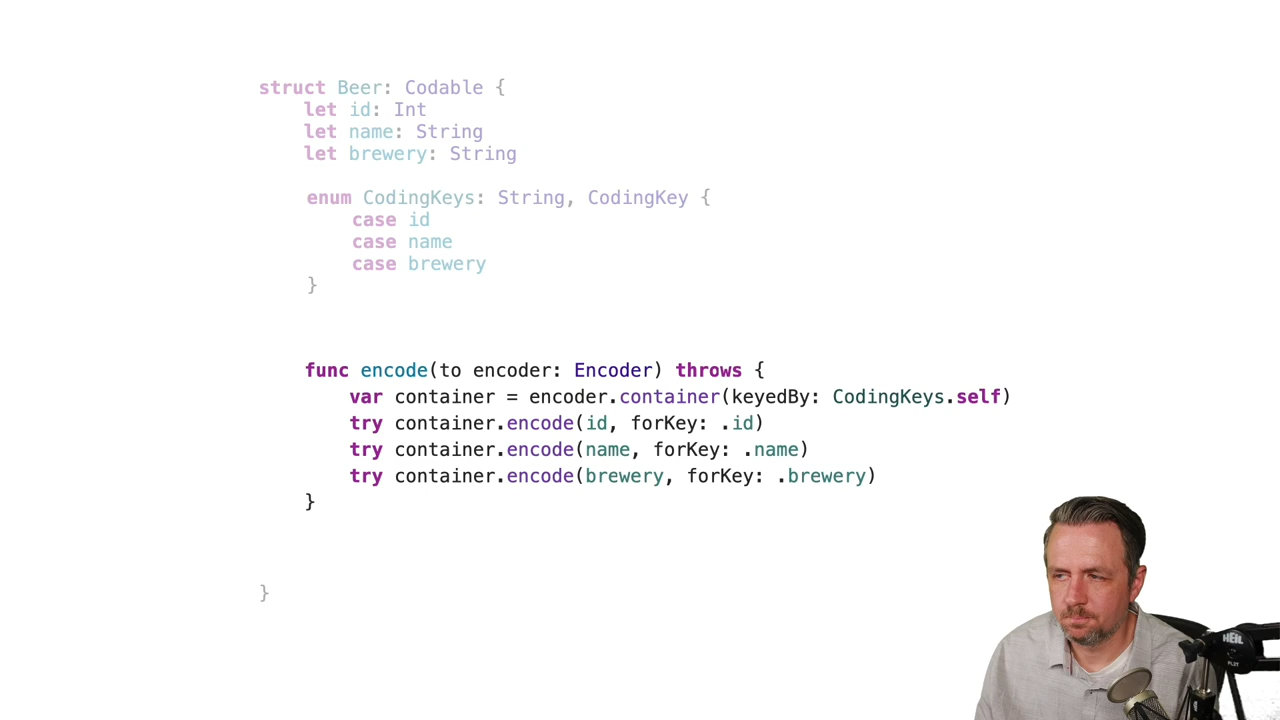 struct Beer: Codable {
    let id: Int
    let name: String
    let brewery: String
    enum CodingKeys: String, CodingKey {
        case id
        case name
        case brewery
    }
    func encode(to encoder: Encoder) throws {
        var container = encoder.container(keyedBy: CodingKeys.self)
        try container.encode(id, forKey: .id)
        try container.encode(name, forKey: .name)
        try container.encode(brewery, forKey: .brewery)
    }
}
HEIL